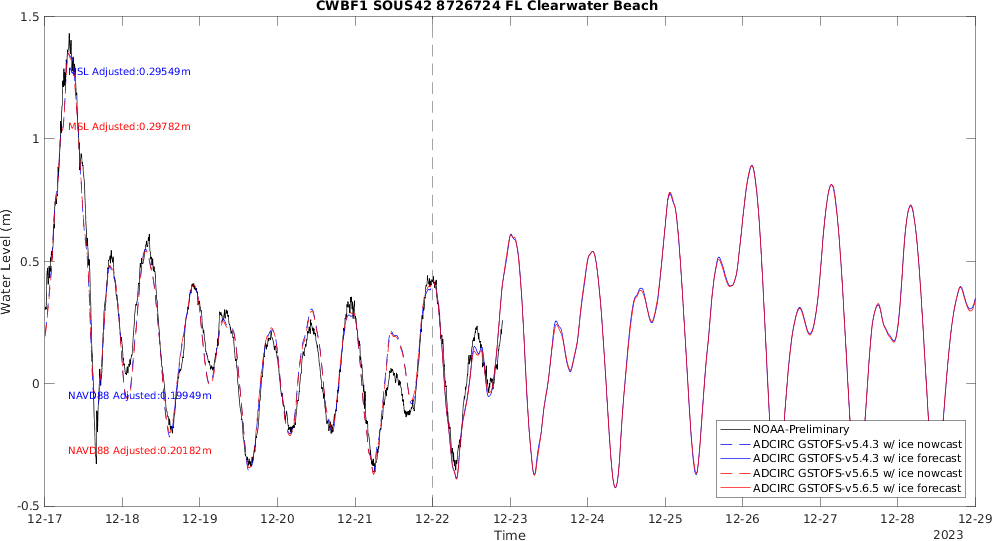 CWBF1 SOUS42 8726724 FL Clearwater Beach
1.5
1
0.5
0
-0.5
Water Level (m)
MSL Adjusted:0.29549m
MSL Adjusted:0.29782m
NAVD88 Adjusted:0.19949m
NAVD88 Adjusted:0.20182m
NOAA-Preliminary
ADCIRC GSTOFS-v5.4.3 w/ ice nowcast
ADCIRC GSTOFS-v5.4.3 w/ ice forecast
ADCIRC GSTOFS-v5.6.5 w/ ice nowcast
ADCIRC GSTOFS-v5.6.5 w/ ice forecast
12-17 12-18 12-19 12-20 12-21 12-22 12-23 12-24 12-25 12-26 12-27 12-28 12-29
Time
2023